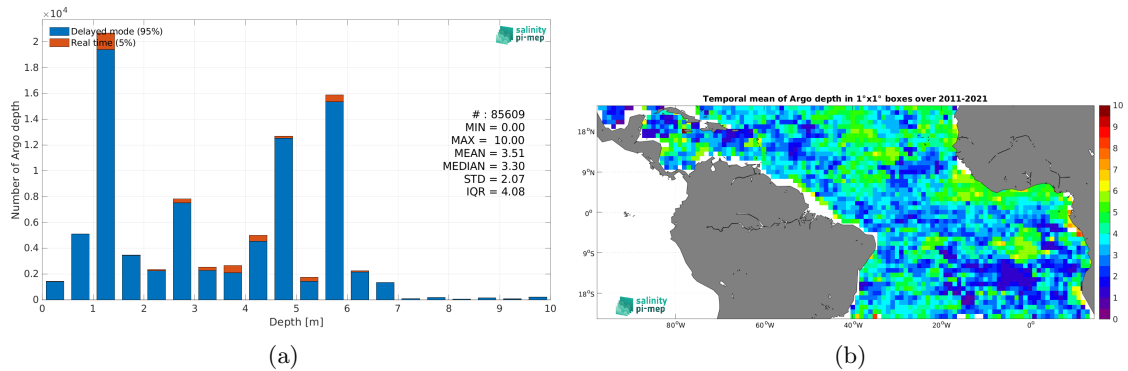 ×10⁴
Delayed mode (95%)
Real time (5%)
salinity
pi-mep
# : 85609
MIN = 0.00
MAX = 10.00
MEAN = 3.51
MEDIAN = 3.30
STD = 2.07
IQR = 4.08
Number of Argo depth
2
1.8
1.6
1.4
1.2
1
0.8
0.6
0.4
0.2
0
0 1 2 3 4 5 6 7 8 9 10
Depth [m]
(a)
Temporal mean of Argo depth in 1°x1° boxes over 2011-2021
18°N
9°N
0°
9°S
18°S
80°W 60°W 40°W 20°W 0°
salinity
pi-mep
10
9
8
7
6
5
4
3
2
1
0
(b)